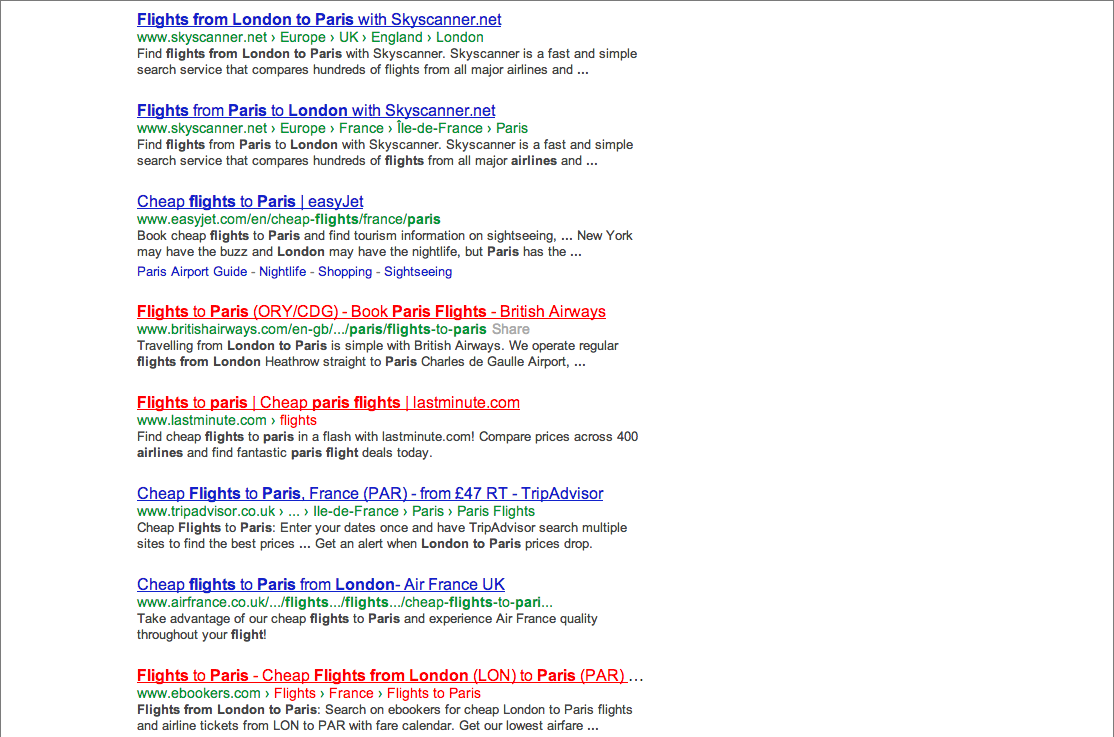 Flights from London to Paris with Skyscanner.net
www.skyscanner.net › Europe › UK › England › London
Find flights from London to Paris with Skyscanner. Skyscanner is a fast and simple
search service that compares hundreds of flights from all major airlines and ...
Flights from Paris to London with Skyscanner.net
www.skyscanner.net › Europe › France › Île-de-France › Paris
Find flights from Paris to London with Skyscanner. Skyscanner is a fast and simple
search service that compares hundreds of flights from all major airlines and ...
Cheap flights to Paris | easyJet
www.easyjet.com/en/cheap-flights/france/paris
Book cheap flights to Paris and find tourism information on sightseeing, ... New York
may have the buzz and London may have the nightlife, but Paris has the ...
Paris Airport Guide - Nightlife - Shopping - Sightseeing
Flights to Paris (ORY/CDG) - Book Paris Flights - British Airways
www.britishairways.com/en-gb/.../paris/flights-to-paris Share
Travelling from London to Paris is simple with British Airways. We operate regular
flights from London Heathrow straight to Paris Charles de Gaulle Airport, ...
Flights to paris | Cheap paris flights | lastminute.com
www.lastminute.com › flights
Find cheap flights to paris in a flash with lastminute.com! Compare prices across 400
airlines and find fantastic paris flight deals today.
Cheap Flights to Paris, France (PAR) - from £47 RT - TripAdvisor
www.tripadvisor.co.uk › ... › Ile-de-France › Paris › Paris Flights
Cheap Flights to Paris: Enter your dates once and have TripAdvisor search multiple
sites to find the best prices ... Get an alert when London to Paris prices drop.
Cheap flights to Paris from London- Air France UK
www.airfrance.co.uk/.../flights.../flights.../cheap-flights-to-pari...
Take advantage of our cheap flights to Paris and experience Air France quality
throughout your flight!
Flights to Paris - Cheap Flights from London (LON) to Paris (PAR) ...
www.ebookers.com › Flights › France › Flights to Paris
Flights from London to Paris: Search on ebookers for cheap London to Paris flights
and airline tickets from LON to PAR with fare calendar. Get our lowest airfare ...